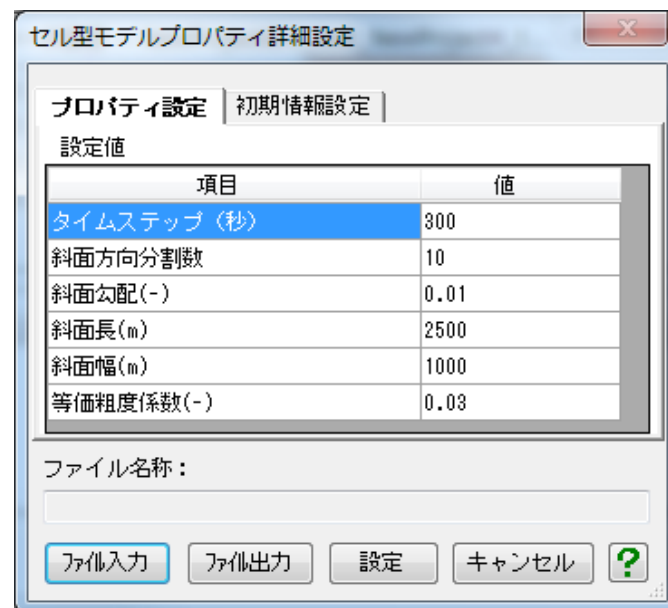 セル型モデルプロパティ詳細設定
プロパティ設定 初期情報設定
設定値
項目 値
タイムステップ（秒） 300
斜面方向分割数 10
斜面勾配(-) 0.01
斜面長(m) 2500
斜面幅(m) 1000
等価粗度係数(-) 0.03
ファイル名称：
ﾌｧｲﾙ入力 ﾌｧｲﾙ出力 設定 キャンセル ?